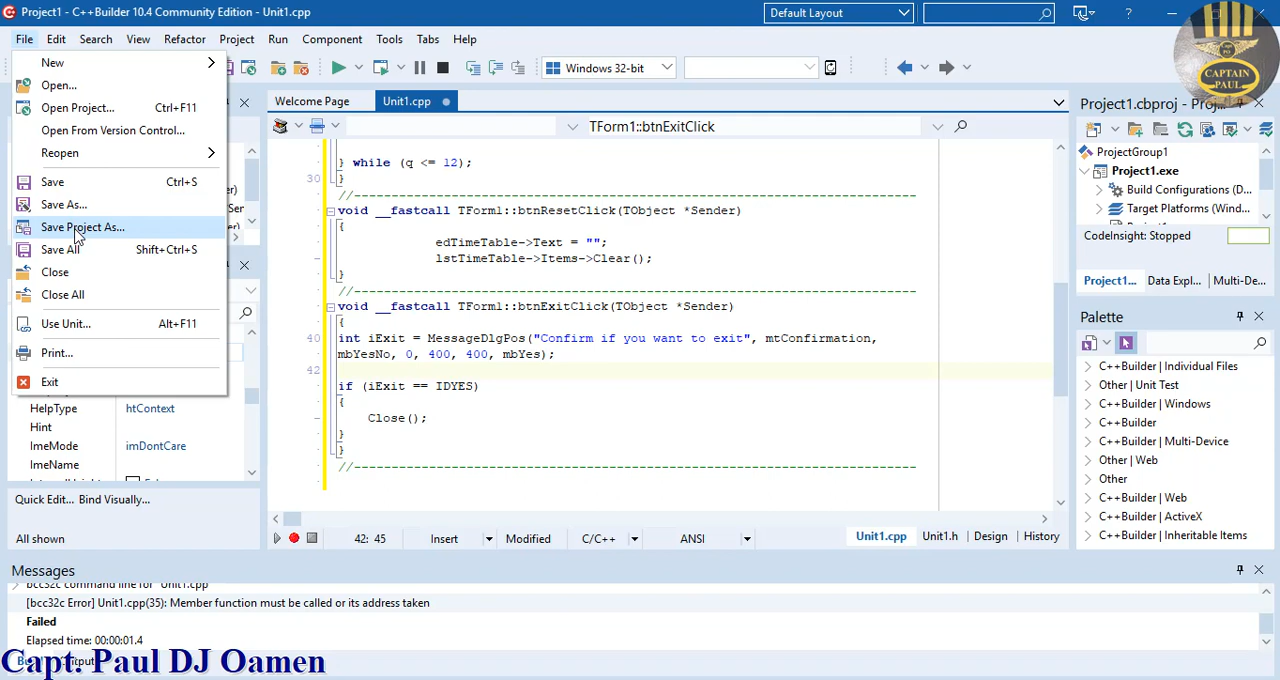 Project1 - C++Builder 10.4 Community Edition - Unit1.cpp
Default Layout
File Edit Search View Refactor Project Run Component Tools Tabs Help
New
Open...
Open Project... Ctrl+F11
Open From Version Control...
Reopen
Save Ctrl+S
Save As...
Save Project As...
Save All Shift+Ctrl+S
Close
Close All
Use Unit... Alt+F11
Print...
Exit
HelpType htContext
Hint
ImeMode imDontCare
ImeName
Quick Edit... Bind Visually...
All shown
Windows 32-bit
Welcome Page Unit1.cpp
TForm1::btnExitClick
} while (q <= 12);
30 }
//------------------------------------------------------------------------
void __fastcall TForm1::btnResetClick(TObject *Sender)
{
edTimeTable->Text = "";
lstTimeTable->Items->Clear();
}
//------------------------------------------------------------------------
void __fastcall TForm1::btnExitClick(TObject *Sender)
{
40 int iExit = MessageDlgPos("Confirm if you want to exit", mtConfirmation,
mbYesNo, 0, 400, 400, mbYes);
42
if (iExit == IDYES)
{
Close();
}
}
//------------------------------------------------------------------------
42: 45 Insert Modified C/C++ ANSI Unit1.cpp Unit1.h Design History
CAPTAIN
PAUL
Project1.cbproj - Proj...
ProjectGroup1
Project1.exe
Build Configurations (D...
Target Platforms (Wind...
CodeInsight: Stopped
Project1... Data Expl... Multi-De...
Palette
C++Builder | Individual Files
Other | Unit Test
C++Builder | Windows
C++Builder
C++Builder | Multi-Device
Other | Web
Other
C++Builder | Web
C++Builder | ActiveX
C++Builder | Inheritable Items
Messages
bcc32c command line for "Unit1.cpp"
[bcc32c Error] Unit1.cpp(35): Member function must be called or its address taken
Failed
Elapsed time: 00:00:01.4
Capt. Paul DJ Oamen